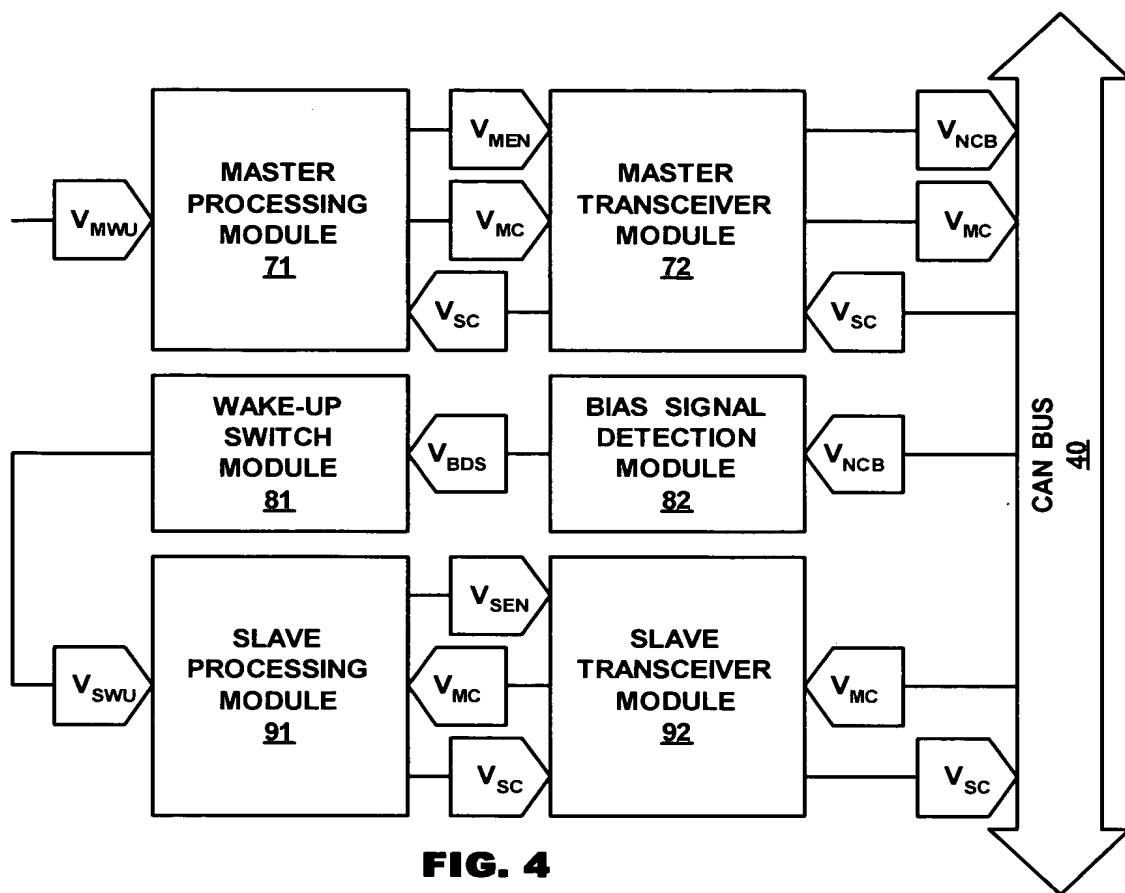 MASTER
PROCESSING
MODULE
71
V_MWU
V_MEN
V_MC
V_SC
MASTER
TRANSCEIVER
MODULE
72
V_NCB
V_MC
V_SC
WAKE-UP
SWITCH
MODULE
81
V_BDS
BIAS SIGNAL
DETECTION
MODULE
82
V_NCB
SLAVE
PROCESSING
MODULE
91
V_SWU
V_SEN
V_MC
V_SC
SLAVE
TRANSCEIVER
MODULE
92
V_MC
V_SC
CAN BUS
40
FIG. 4